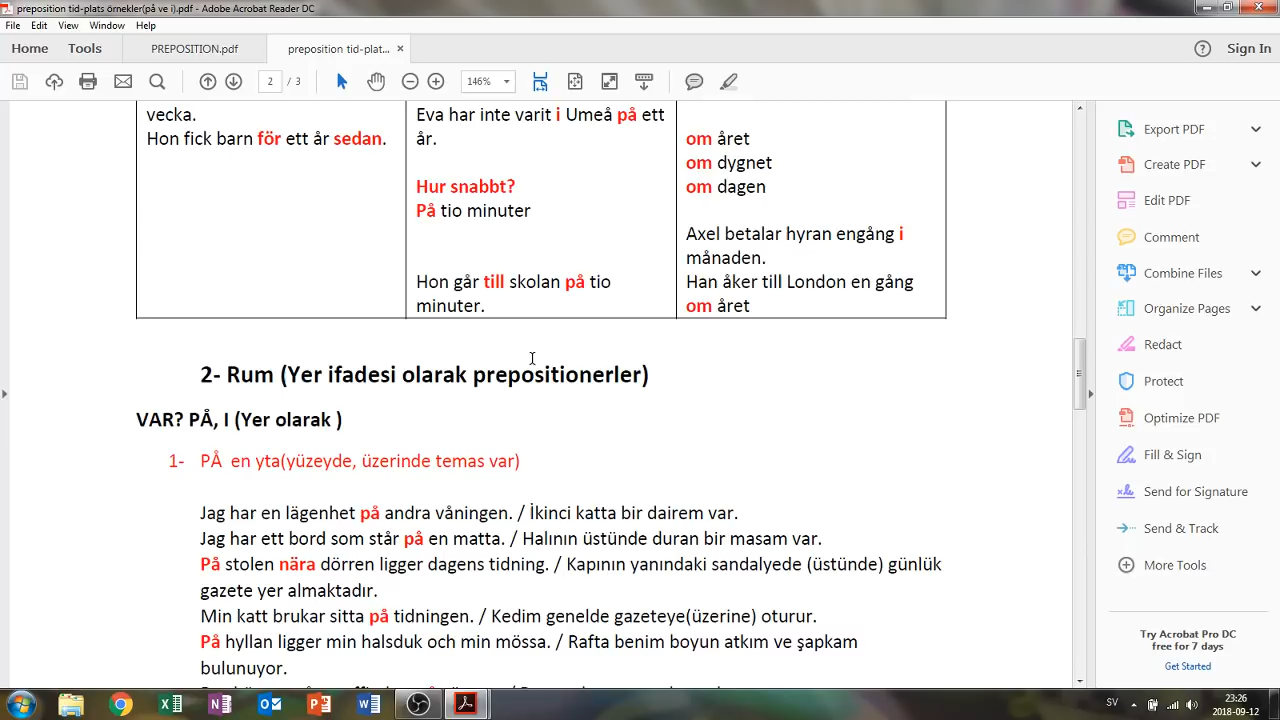 preposition tid-plats örnekler(på ve i).pdf - Adobe Acrobat Reader DC
File Edit View Window Help
Home Tools PREPOSITION.pdf preposition tid-plat... × Sign In
2 / 3 146%
vecka.
Hon fick barn för ett år sedan.
Eva har inte varit i Umeå på ett
år.
Hur snabbt?
På tio minuter
Hon går till skolan på tio
minuter.
om året
om dygnet
om dagen
Axel betalar hyran engång i
månaden.
Han åker till London en gång
om året
2- Rum (Yer ifadesi olarak prepositionerler)
VAR? PÅ, I (Yer olarak )
1- PÅ en yta(yüzeyde, üzerinde temas var)
Jag har en lägenhet på andra våningen. / İkinci katta bir dairem var.
Jag har ett bord som står på en matta. / Halının üstünde duran bir masam var.
På stolen nära dörren ligger dagens tidning. / Kapının yanındaki sandalyede (üstünde) günlük
gazete yer almaktadır.
Min katt brukar sitta på tidningen. / Kedim genelde gazeteye(üzerine) oturur.
På hyllan ligger min halsduk och min mössa. / Rafta benim boyun atkım ve şapkam
bulunuyor.
Export PDF
Create PDF
Edit PDF
Comment
Combine Files
Organize Pages
Redact
Protect
Optimize PDF
Fill & Sign
Send for Signature
Send & Track
More Tools
Try Acrobat Pro DC
free for 7 days
Get Started
SV
23:26
2018-09-12